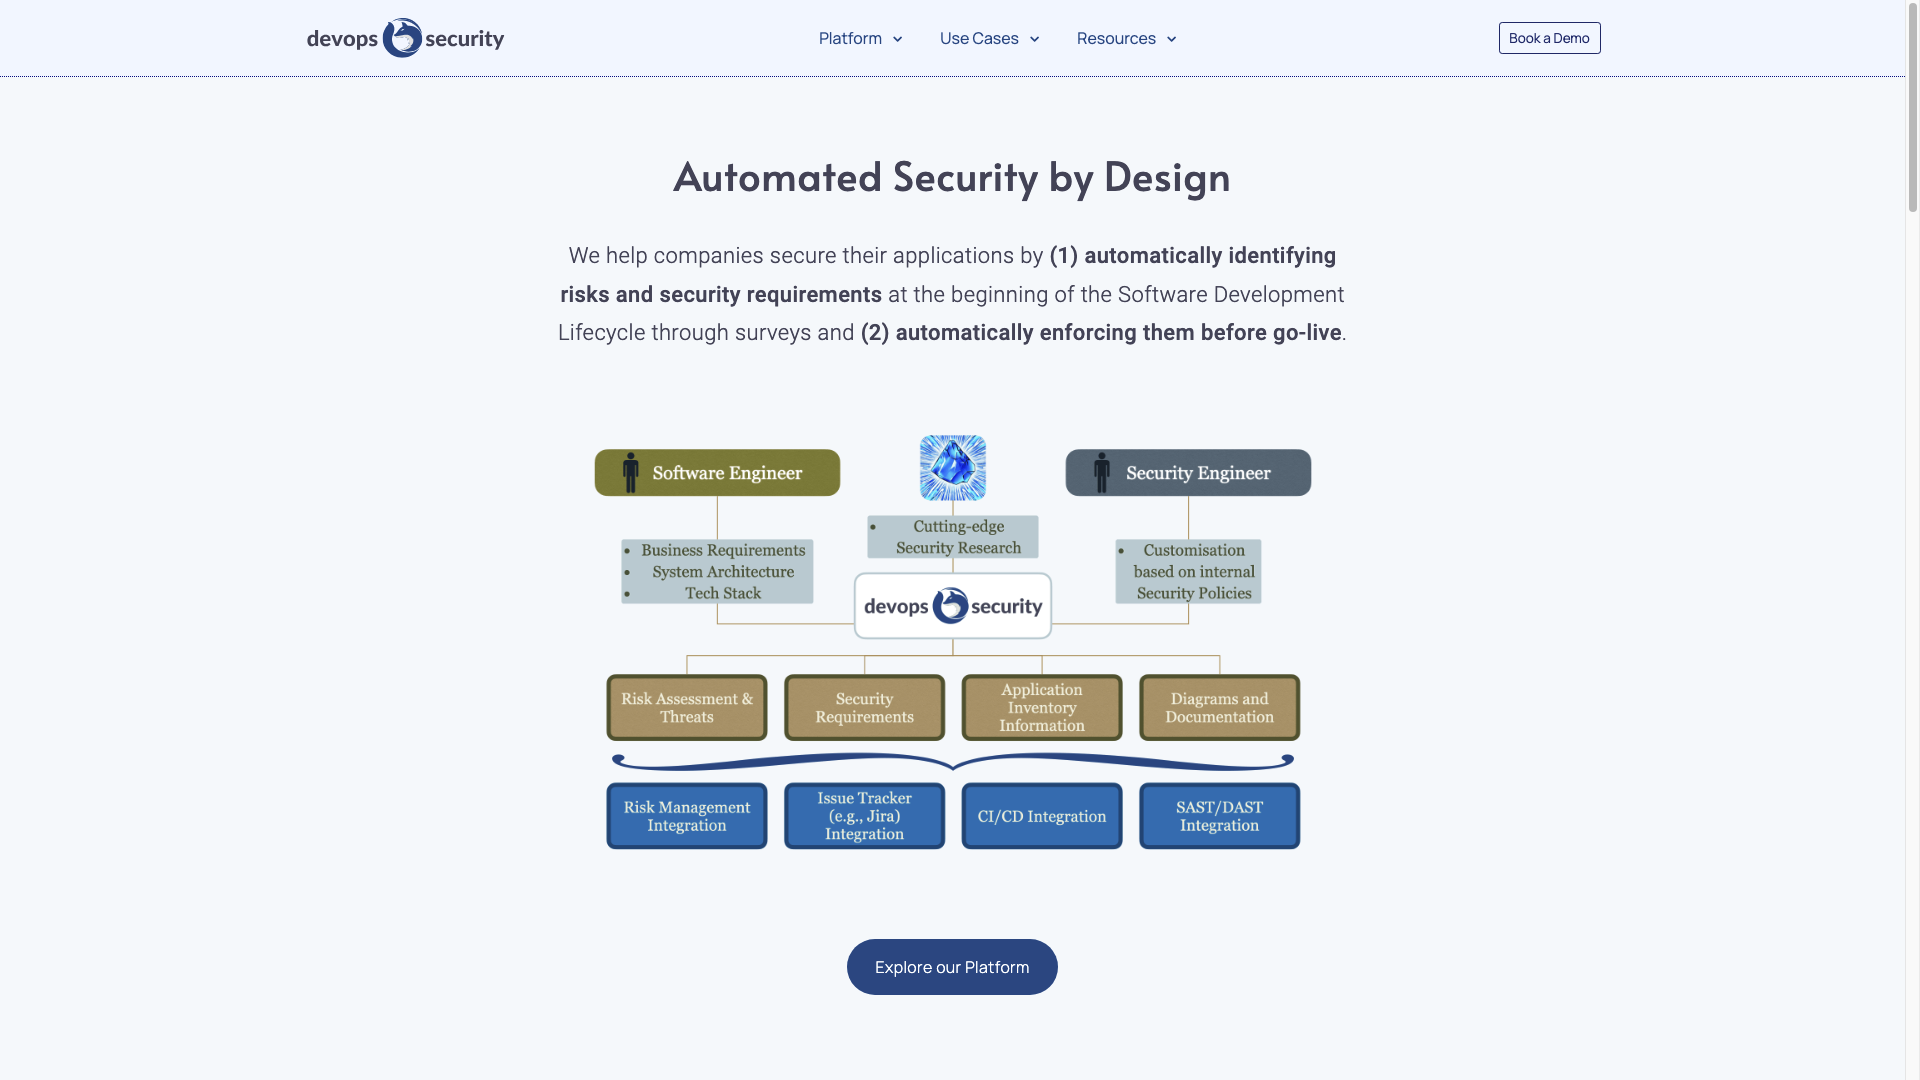 devops security
Platform
Use Cases
Resources
Book a Demo
Automated Security by Design
We help companies secure their applications by (1) automatically identifying
risks and security requirements at the beginning of the Software Development
Lifecycle through surveys and (2) automatically enforcing them before go-live.
Software Engineer
Security Engineer
• Cutting-edge
Security Research
• Business Requirements
• System Architecture
• Tech Stack
• Customisation
based on internal
Security Policies
devops security
Risk Assessment &
Threats
Security
Requirements
Application
Inventory
Information
Diagrams and
Documentation
Risk Management
Integration
Issue Tracker
(e.g., Jira)
Integration
CI/CD Integration
SAST/DAST
Integration
Explore our Platform